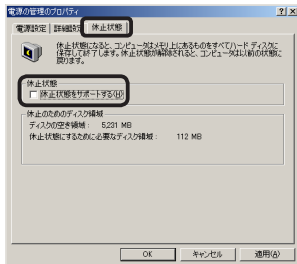 電源の管理のプロパティ
電源設定 詳細設定 休止状態
休止状態になると、コンピュータはメモリ上にあるものをすべてハード ディスクに
保存して終了します。休止状態が解除されると、コンピュータは以前の状態に
戻ります。
休止状態
休止状態をサポートする(H)
休止のためのディスク領域
ディスクの空き領域： 5,231 MB
休止状態にするために必要なディスク領域： 112 MB
OK キャンセル 適用(A)